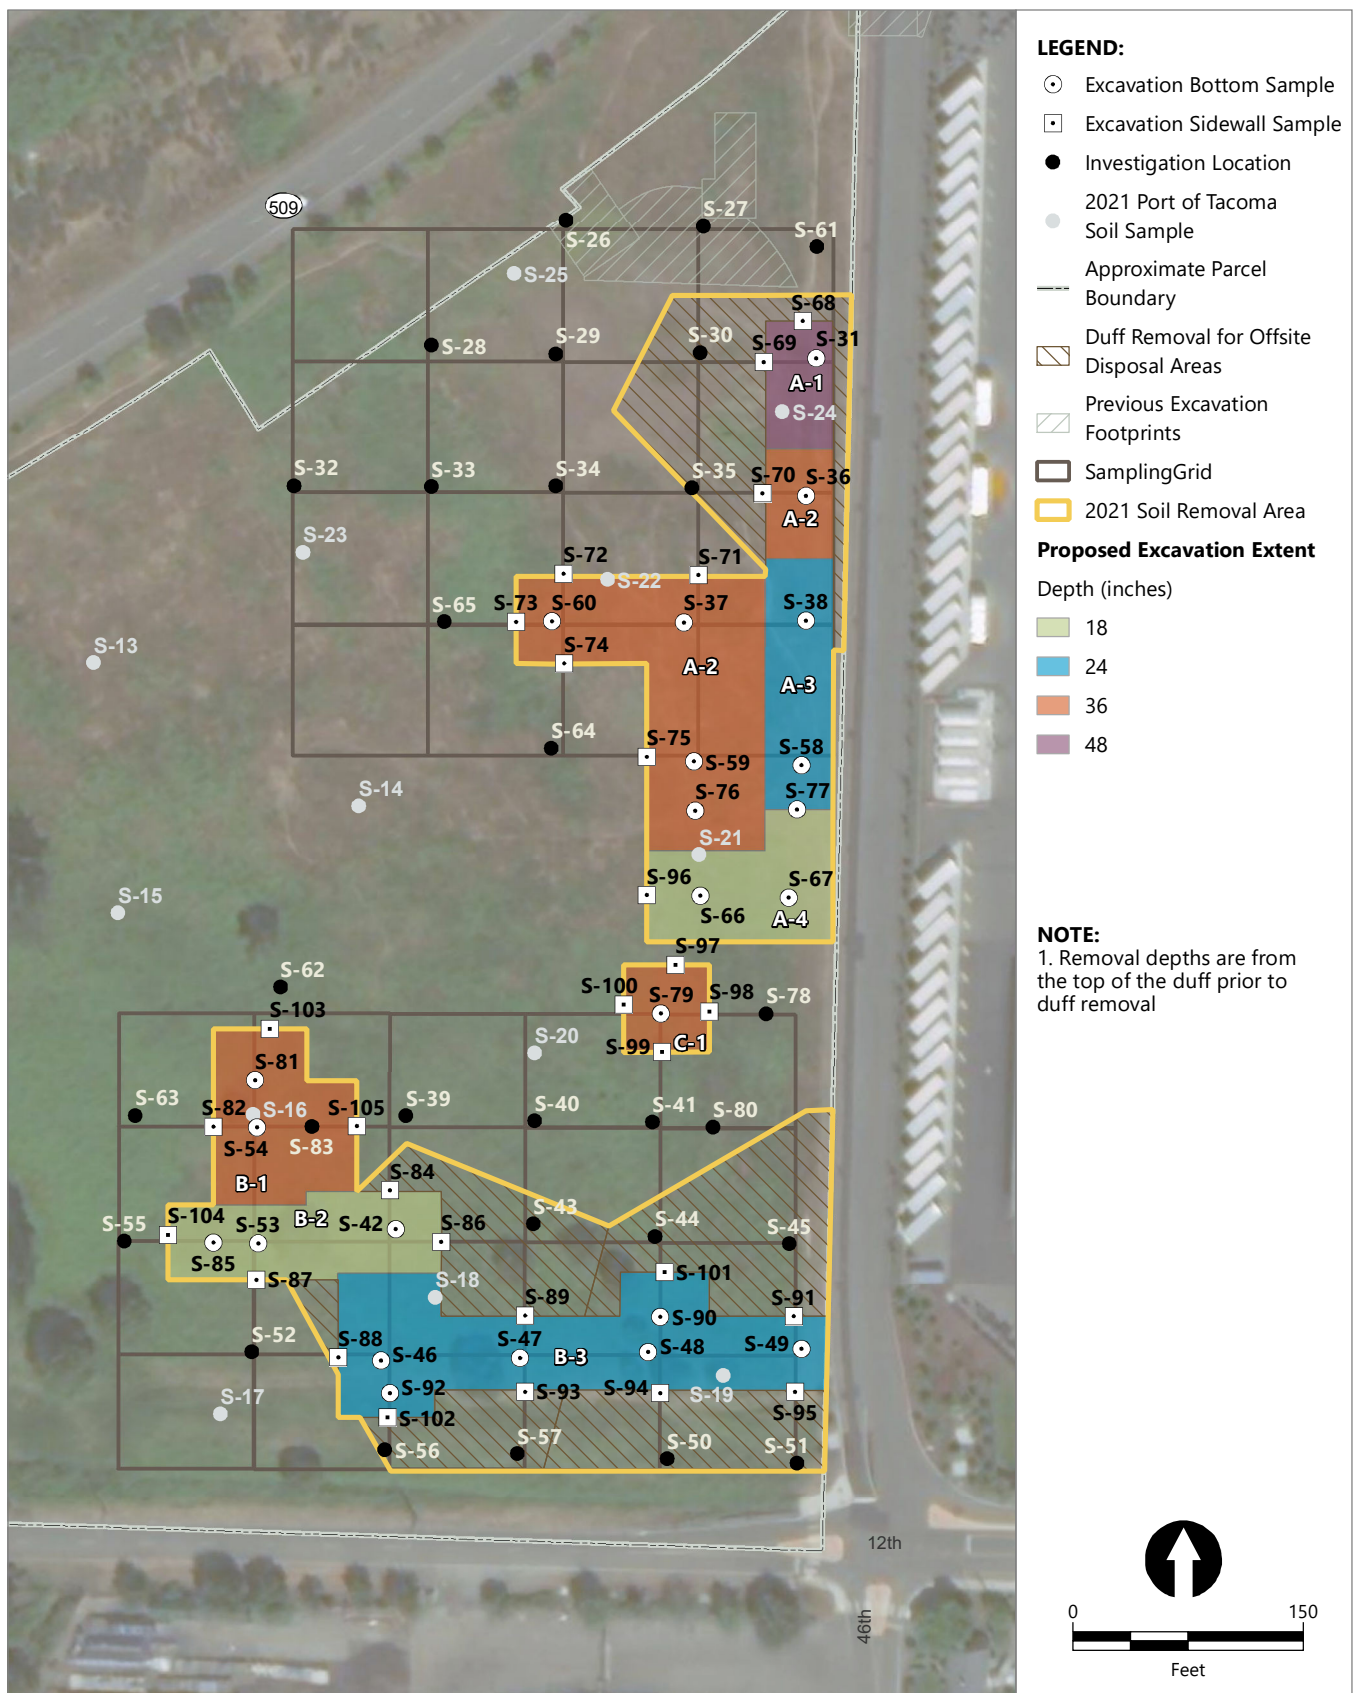 509
S-27
S-61
S-26
S-25
S-68
S-28
S-29
S-30
S-69
S-31
A-1
S-24
S-32
S-33
S-34
S-35
S-70
S-36
A-2
S-23
S-72
S-71
S-22
S-65
S-73
S-60
S-37
S-38
S-13
S-74
A-2
A-3
S-64
S-75
S-59
S-58
S-14
S-76
S-77
S-21
S-15
S-96
S-66
S-67
A-4
S-97
S-62
S-100
S-79
S-98
S-78
S-103
S-20
S-99
C-1
S-81
S-63
S-82
S-16
S-105
S-39
S-40
S-41
S-80
S-54
S-83
B-1
S-84
S-104
B-2
S-55
S-53
S-42
S-86
S-43
S-44
S-45
S-85
S-87
S-18
S-101
S-89
S-90
S-91
S-52
S-88
S-46
S-47
B-3
S-48
S-49
S-17
S-92
S-93
S-94
S-19
S-95
S-102
S-56
S-57
S-50
S-51
12th
46th
LEGEND:
Excavation Bottom Sample
Excavation Sidewall Sample
Investigation Location
2021 Port of Tacoma
Soil Sample
Approximate Parcel
Boundary
Duff Removal for Offsite
Disposal Areas
Previous Excavation
Footprints
SamplingGrid
2021 Soil Removal Area
Proposed Excavation Extent
Depth (inches)
18
24
36
48
NOTE:
1. Removal depths are from
the top of the duff prior to
duff removal
0 150
Feet